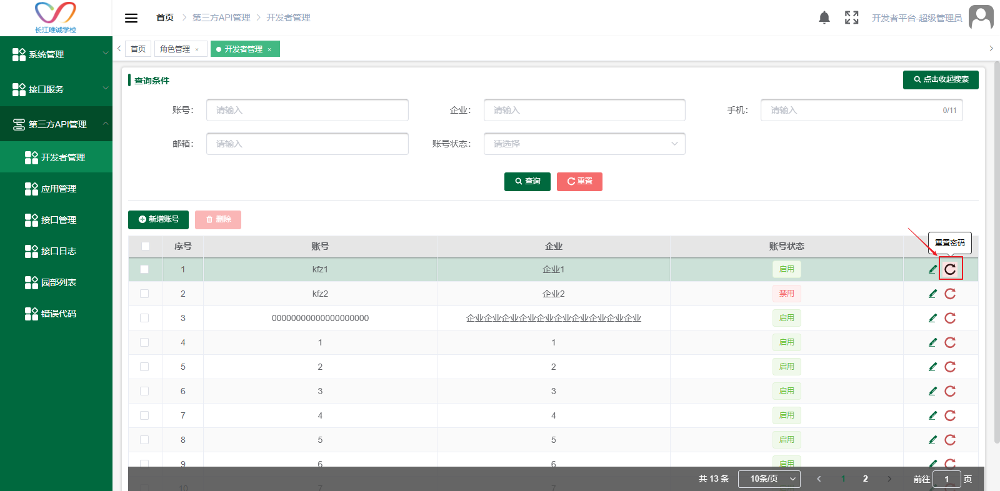 长江唯诚学校
首页 > 第三方API管理 > 开发者管理
开发者平台-超级管理员
首页
角色管理 ×
开发者管理 ×
系统管理
接口服务
第三方API管理
开发者管理
应用管理
接口管理
接口日志
园部列表
错误代码
查询条件
点击收起搜索
账号： 请输入
企业： 请输入
手机： 请输入 0/11
邮箱： 请输入
账号状态： 请选择
查询
重置
新增账号
删除
序号 账号 企业 账号状态
重置密码
1 kfz1 企业1 启用
2 kfz2 企业2 禁用
3 00000000000000000000 企业企业企业企业企业企业企业企业企业企业 启用
4 1 1 启用
5 2 2 启用
6 3 3 启用
7 4 4 启用
8 5 5 启用
9 6 6 启用
10 7 7 启用
共 13 条 10条/页 < 1 2 > 前往 1 页